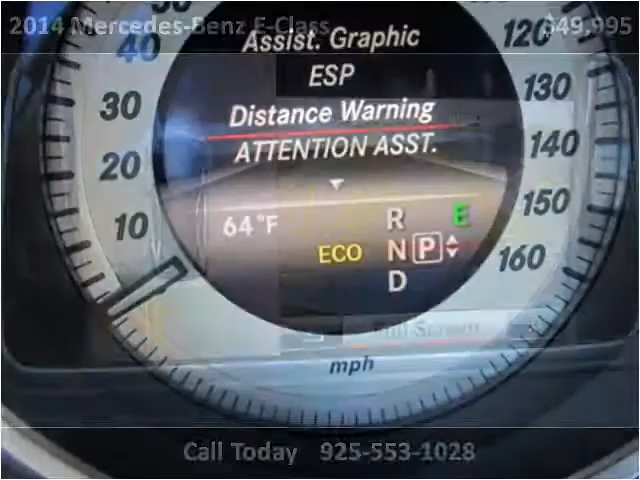 2014 Mercedes-Benz E-Class $49,995
50
40 Assist. Graphic 120
ESP
30 Distance Warning 130
ATTENTION ASST. 140
20
64°F R E 150
10 ECO N P 160
D
Full Screen
mph
Call Today 925-553-1028